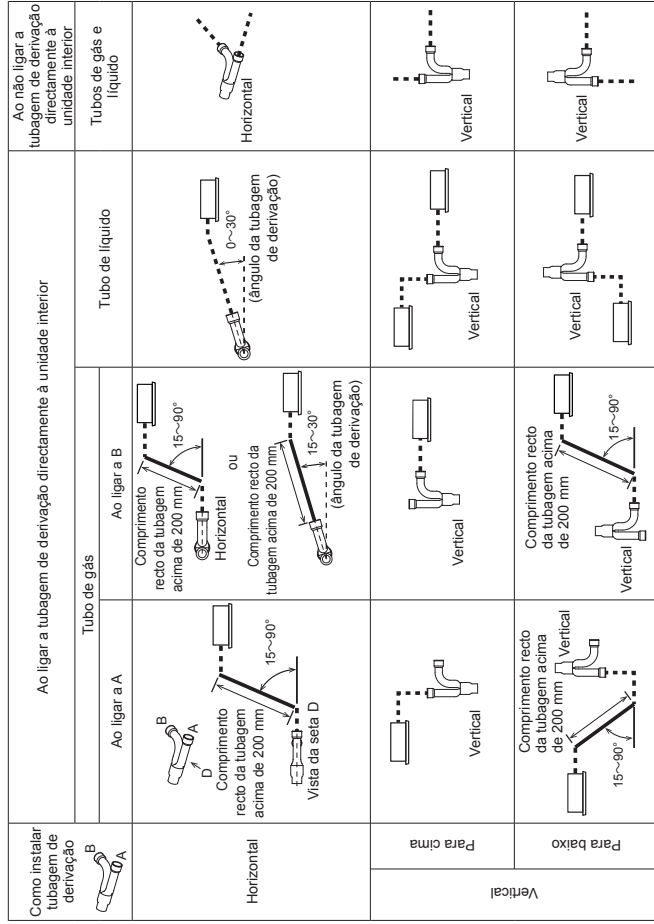 Como instalar
tubagem de
derivação
B
A
Ao ligar a tubagem de derivação directamente à unidade interior
Ao não ligar a
tubagem de derivação
directamente à
unidade interior
Tubo de gás
Tubo de líquido
Tubos de gás e
líquido
Ao ligar a A
Ao ligar a B
Horizontal
B
A
D
Comprimento
recto da tubagem
acima de 200 mm
15~90°
Vista da seta D
Comprimento
recto da tubagem
acima de 200 mm
15~90°
Horizontal
ou
Comprimento recto da
tubagem acima de 200 mm
15~30°
(ângulo da tubagem
de derivação)
0~30°
(ângulo da tubagem
de derivação)
Horizontal
Vertical
Para cima
Vertical
Vertical
Vertical
Vertical
Para baixo
Comprimento recto
da tubagem acima
de 200 mm
Vertical
15~90°
Comprimento recto
da tubagem acima
de 200 mm
15~90°
Vertical
Vertical
Vertical